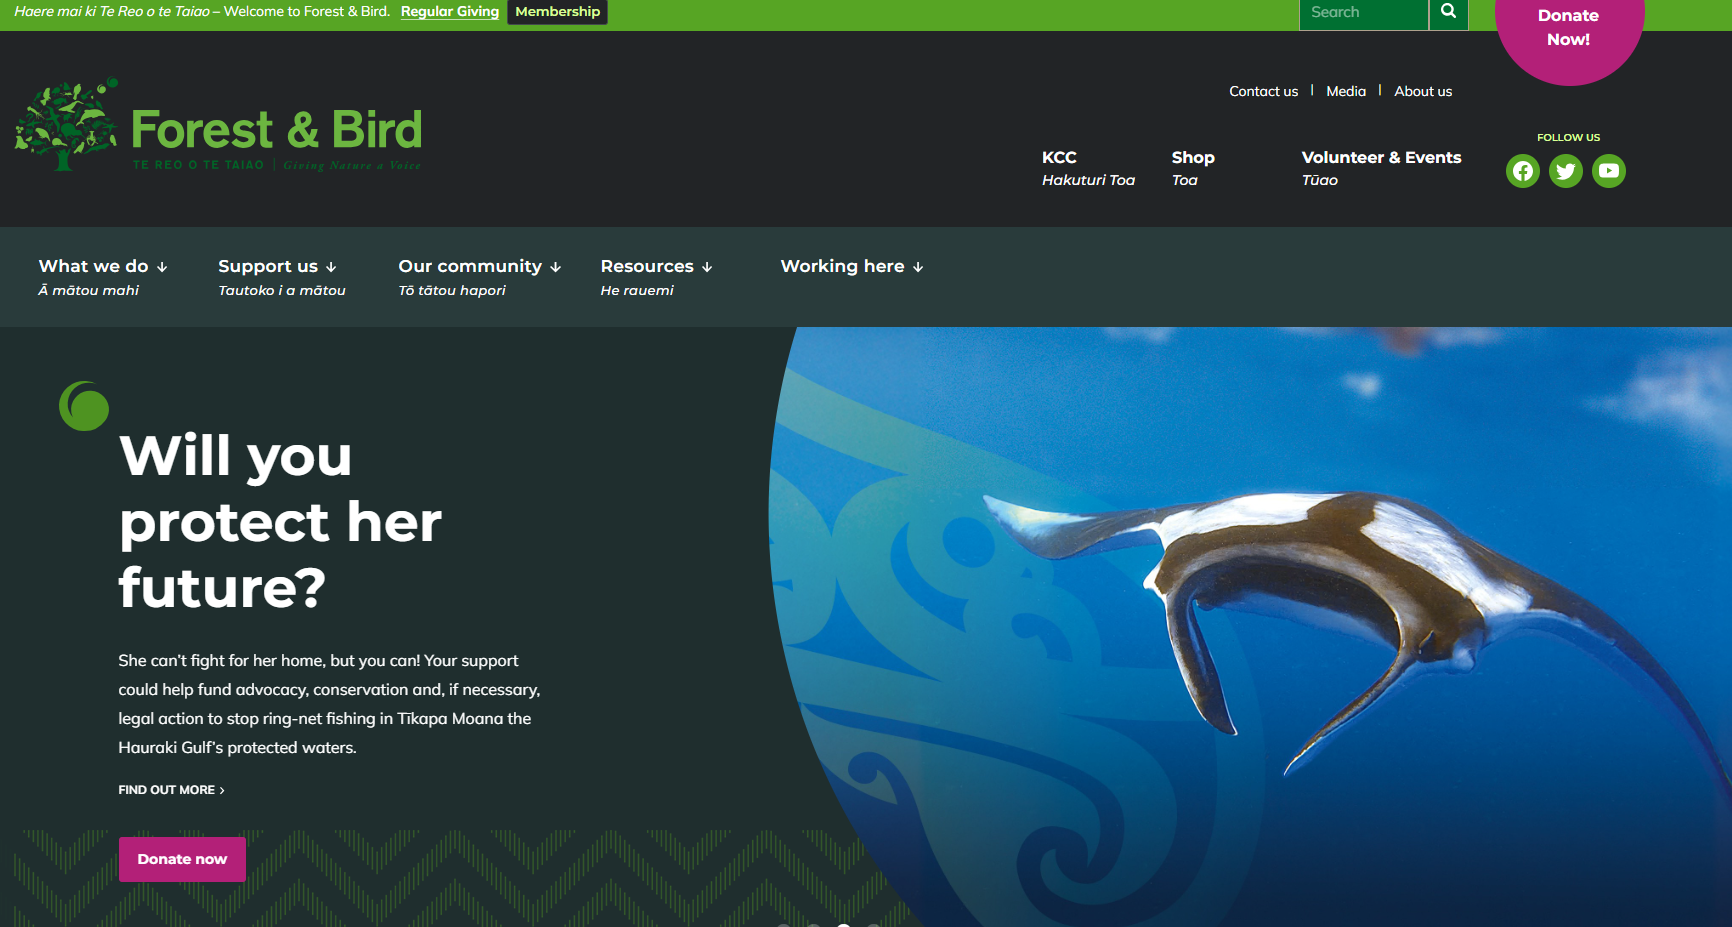 Haere mai ki Te Reo o te Taiao – Welcome to Forest & Bird. Regular Giving Membership
Search
Donate
Now!
Contact us | Media | About us
Forest & Bird
TE REO O TE TAIAO | Giving Nature a Voice
FOLLOW US
KCC
Hakuturi Toa
Shop
Toa
Volunteer & Events
Tūao
What we do
Ā mātou mahi
Support us
Tautoko i a mātou
Our community
Tō tātou hapori
Resources
He rauemi
Working here
Will you
protect her
future?
She can't fight for her home, but you can! Your support
could help fund advocacy, conservation and, if necessary,
legal action to stop ring-net fishing in Tīkapa Moana the
Hauraki Gulf's protected waters.
FIND OUT MORE
Donate now